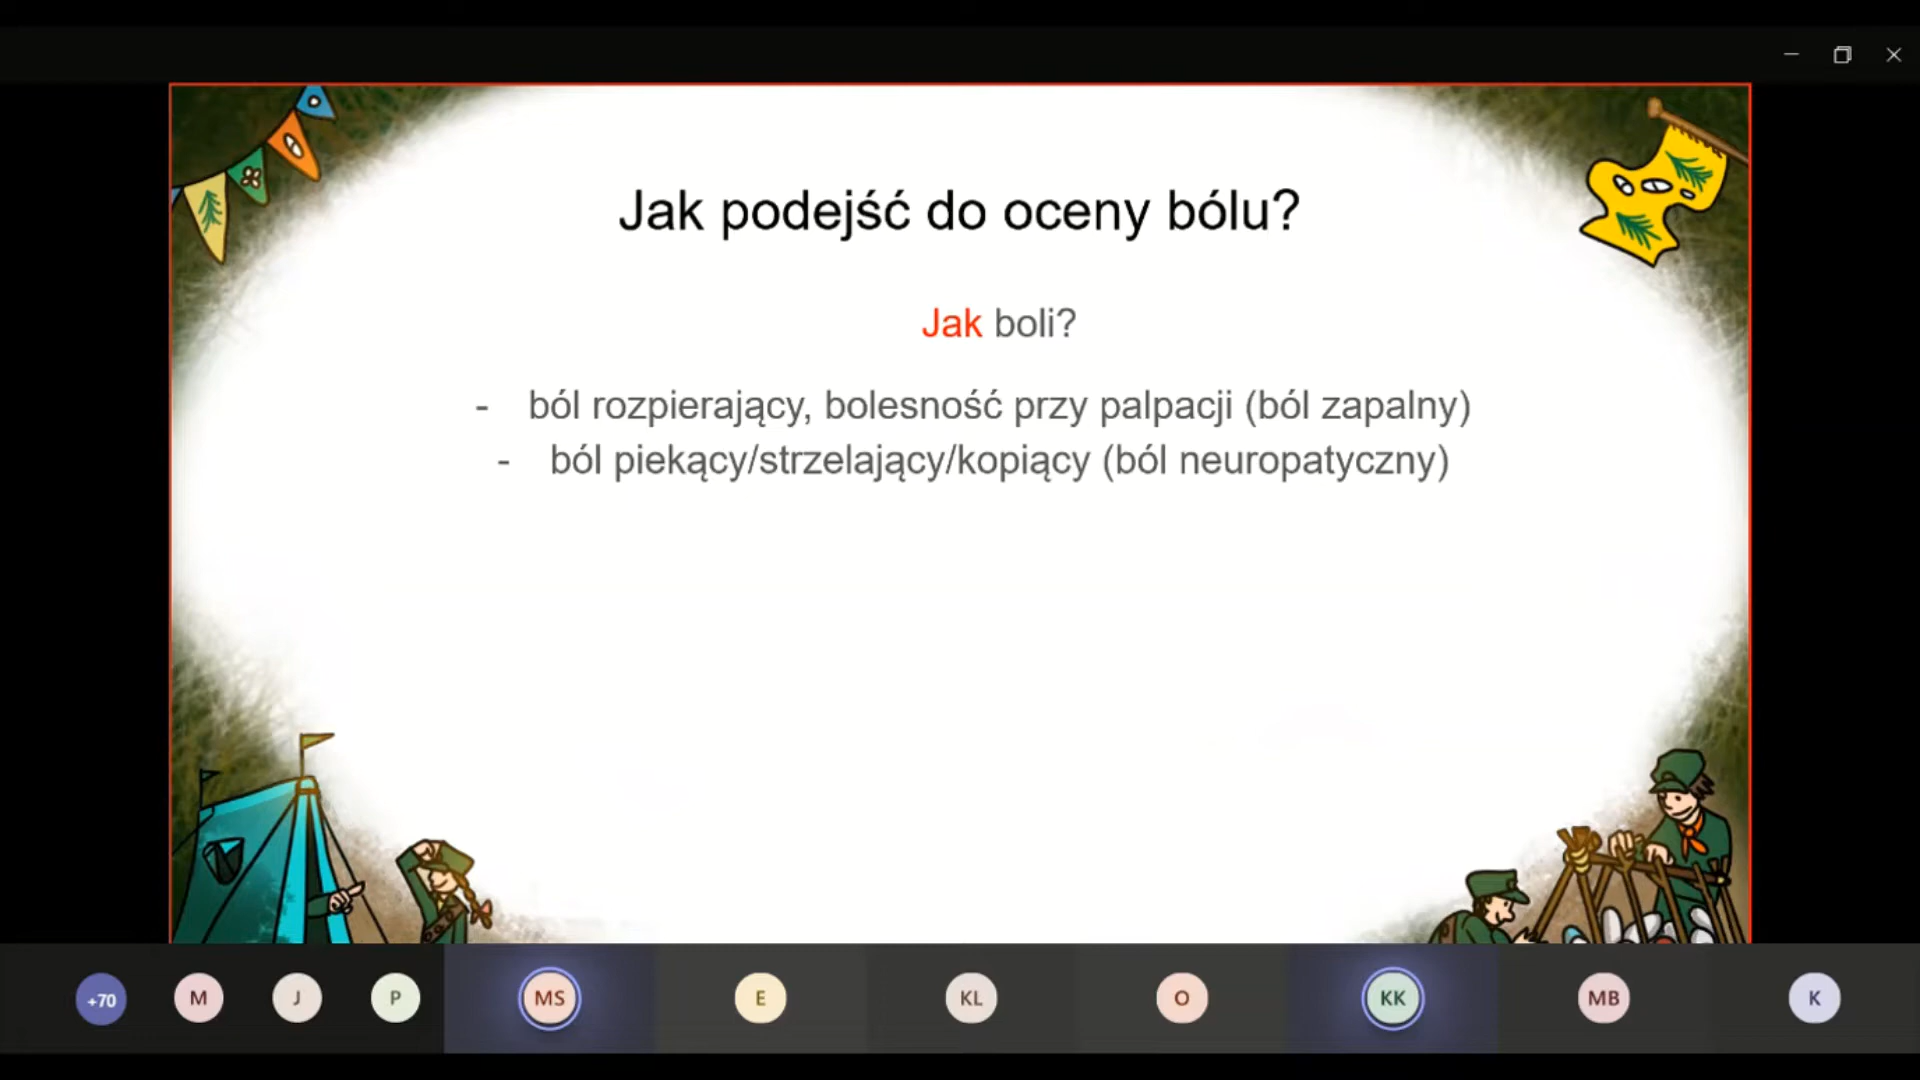 Jak podejść do oceny bólu?
Jak boli?
- ból rozpierający, bolesność przy palpacji (ból zapalny)
- ból piekący/strzelający/kopiący (ból neuropatyczny)
+70 M J P MS E KL O KK MB K